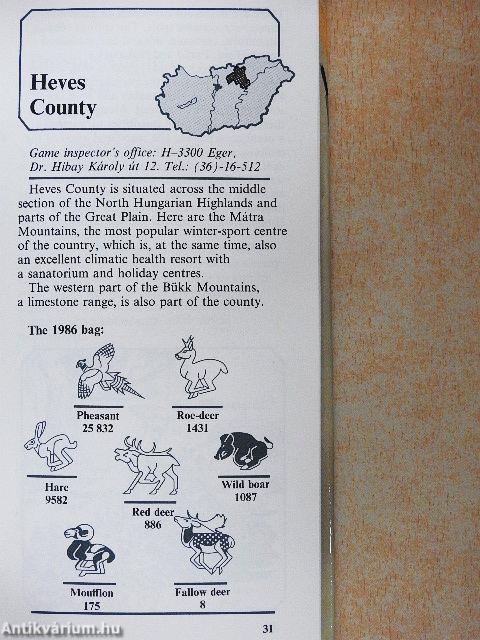 Heves
County
Game inspector's office: H–3300 Eger,
Dr. Hibay Károly út 12. Tel.: (36)-16-512
Heves County is situated across the middle
section of the North Hungarian Highlands and
parts of the Great Plain. Here are the Mátra
Mountains, the most popular winter-sport centre
of the country, which is, at the same time, also
an excellent climatic health resort with
a sanatorium and holiday centres.
The western part of the Bükk Mountains,
a limestone range, is also part of the county.
The 1986 bag:
Pheasant
25 832
Roe-deer
1431
Hare
9582
Red deer
886
Wild boar
1087
Moufflon
175
Fallow deer
8
31
Antikvárium.hu